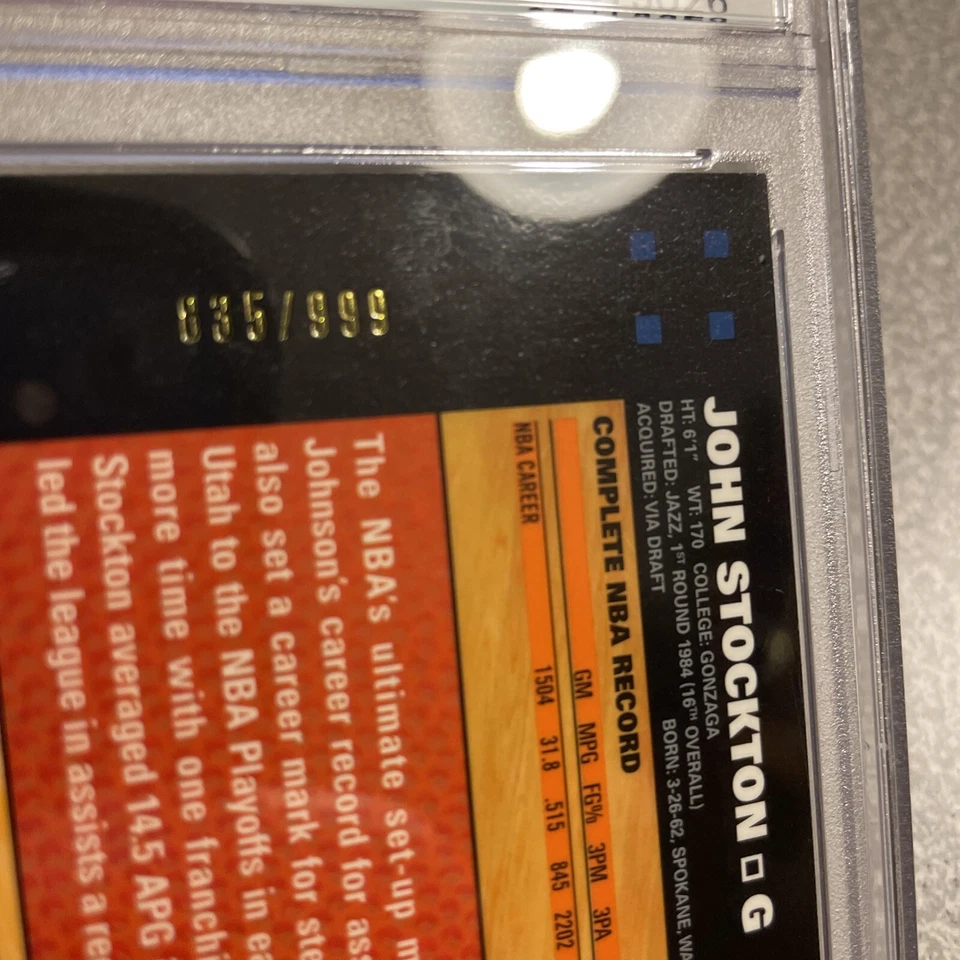 035/999
JOHN STOCKTON □ G
HT: 6'1" WT: 170 COLLEGE: GONZAGA
DRAFTED: JAZZ, 1ST ROUND 1984 (16TH OVERALL)
ACQUIRED: VIA DRAFT BORN: 3-26-62, SPOKANE, WA
COMPLETE NBA RECORD
GM MPG FG% 3PM 3PA
NBA CAREER 1504 31.8 .515 845 2202
The NBA's ultimate set-up
Johnson's career record for
also set a career mark for
Utah to the NBA Playoffs in
more time with one
Stockton averaged 14.5 APG
led the league in assists a